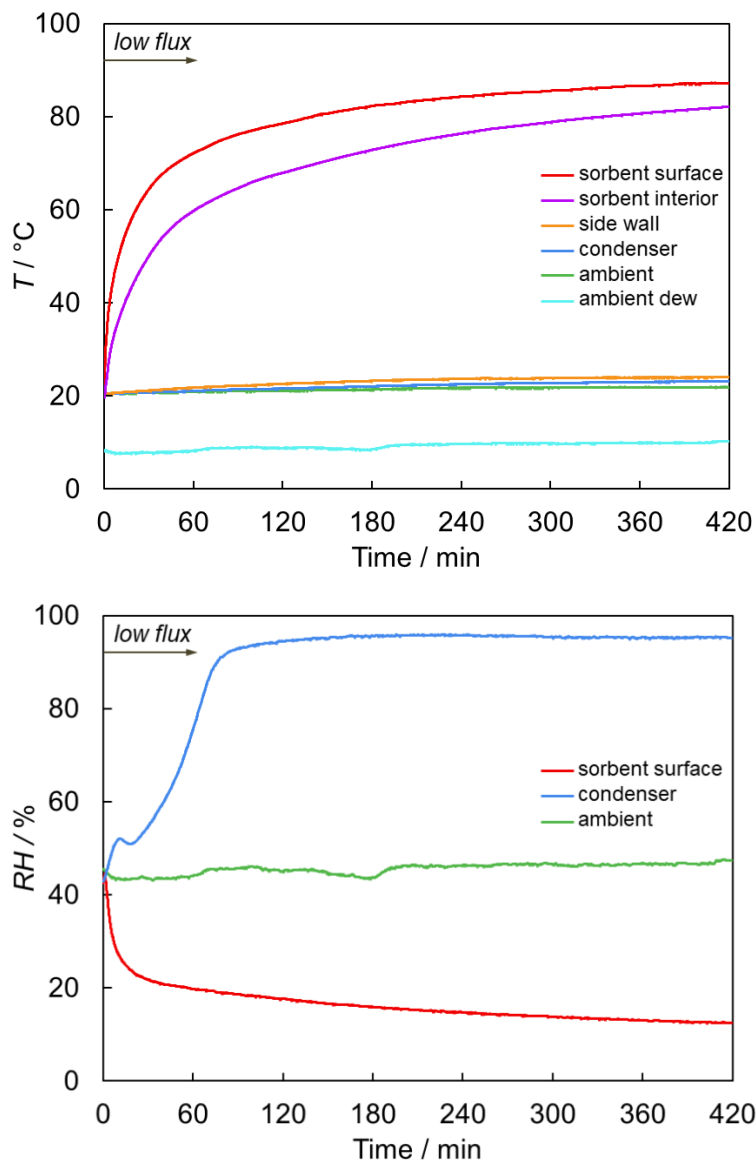 100
low flux
80
60
40
20
0
T / °C
sorbent surface
sorbent interior
side wall
condenser
ambient
ambient dew
0 60 120 180 240 300 360 420
Time / min
100
low flux
80
60
40
20
0
RH / %
sorbent surface
condenser
ambient
0 60 120 180 240 300 360 420
Time / min